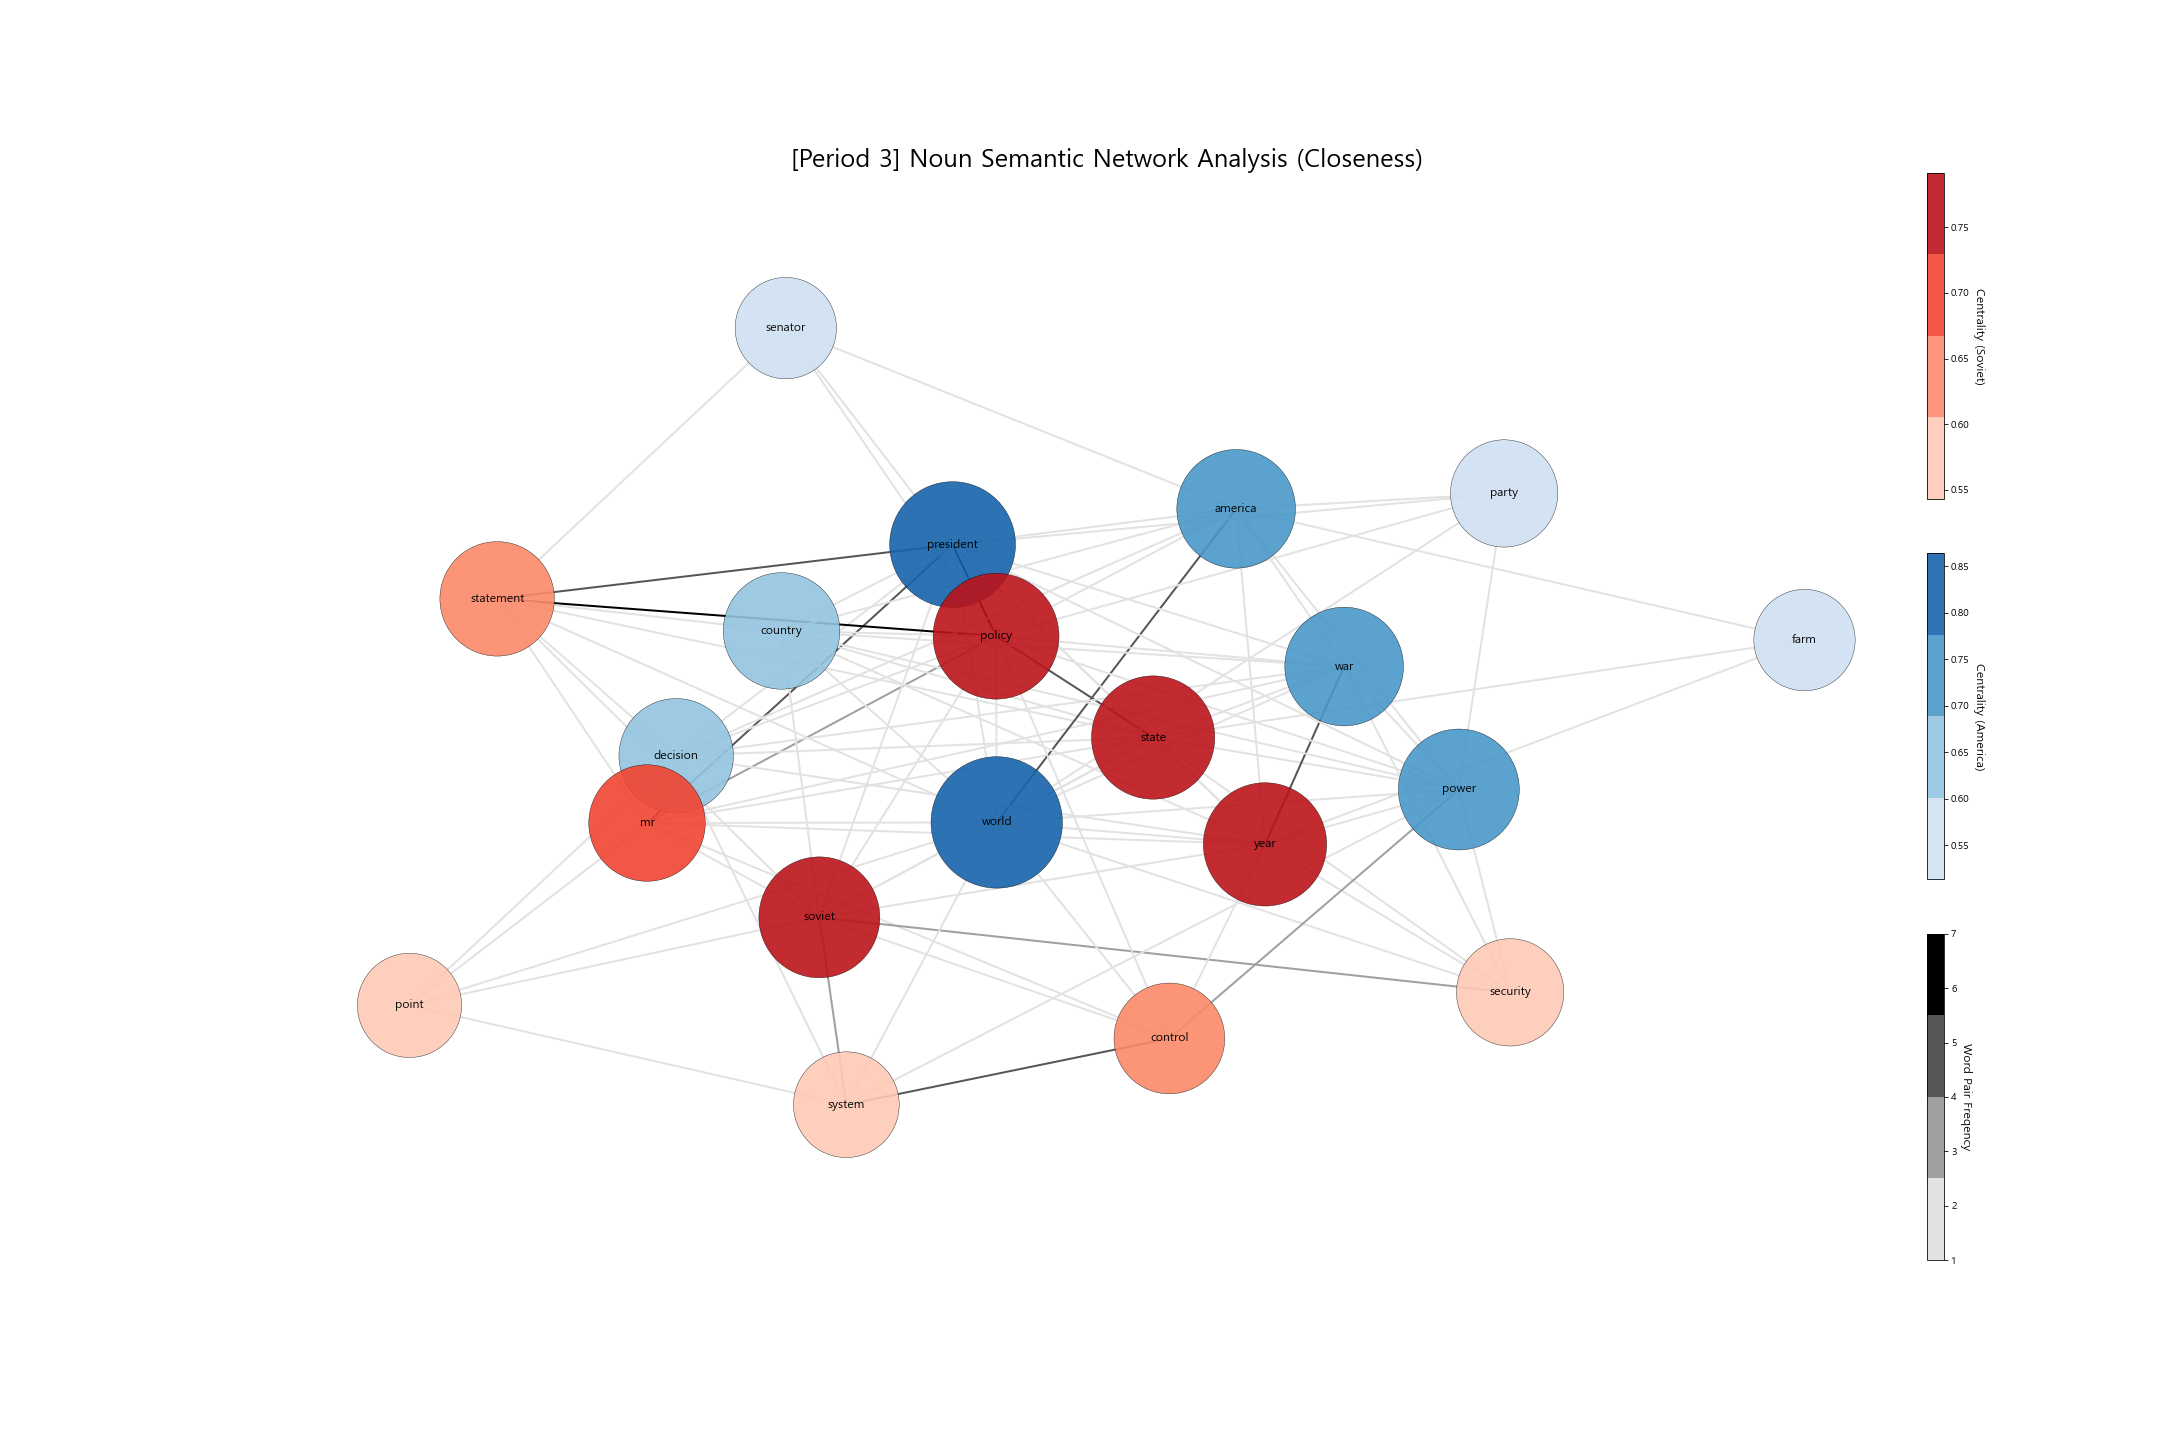 [Period 3] Noun Semantic Network Analysis (Closeness)
senator
america
party
president
statement
country
policy
farm
war
state
decision
mr
world
year
power
soviet
point
security
control
system
0.75
0.70
0.65
0.60
0.55
Centrality (Soviet)
0.85
0.80
0.75
0.70
0.65
0.60
0.55
Centrality (America)
7
6
5
4
3
2
1
Word Pair Freqency